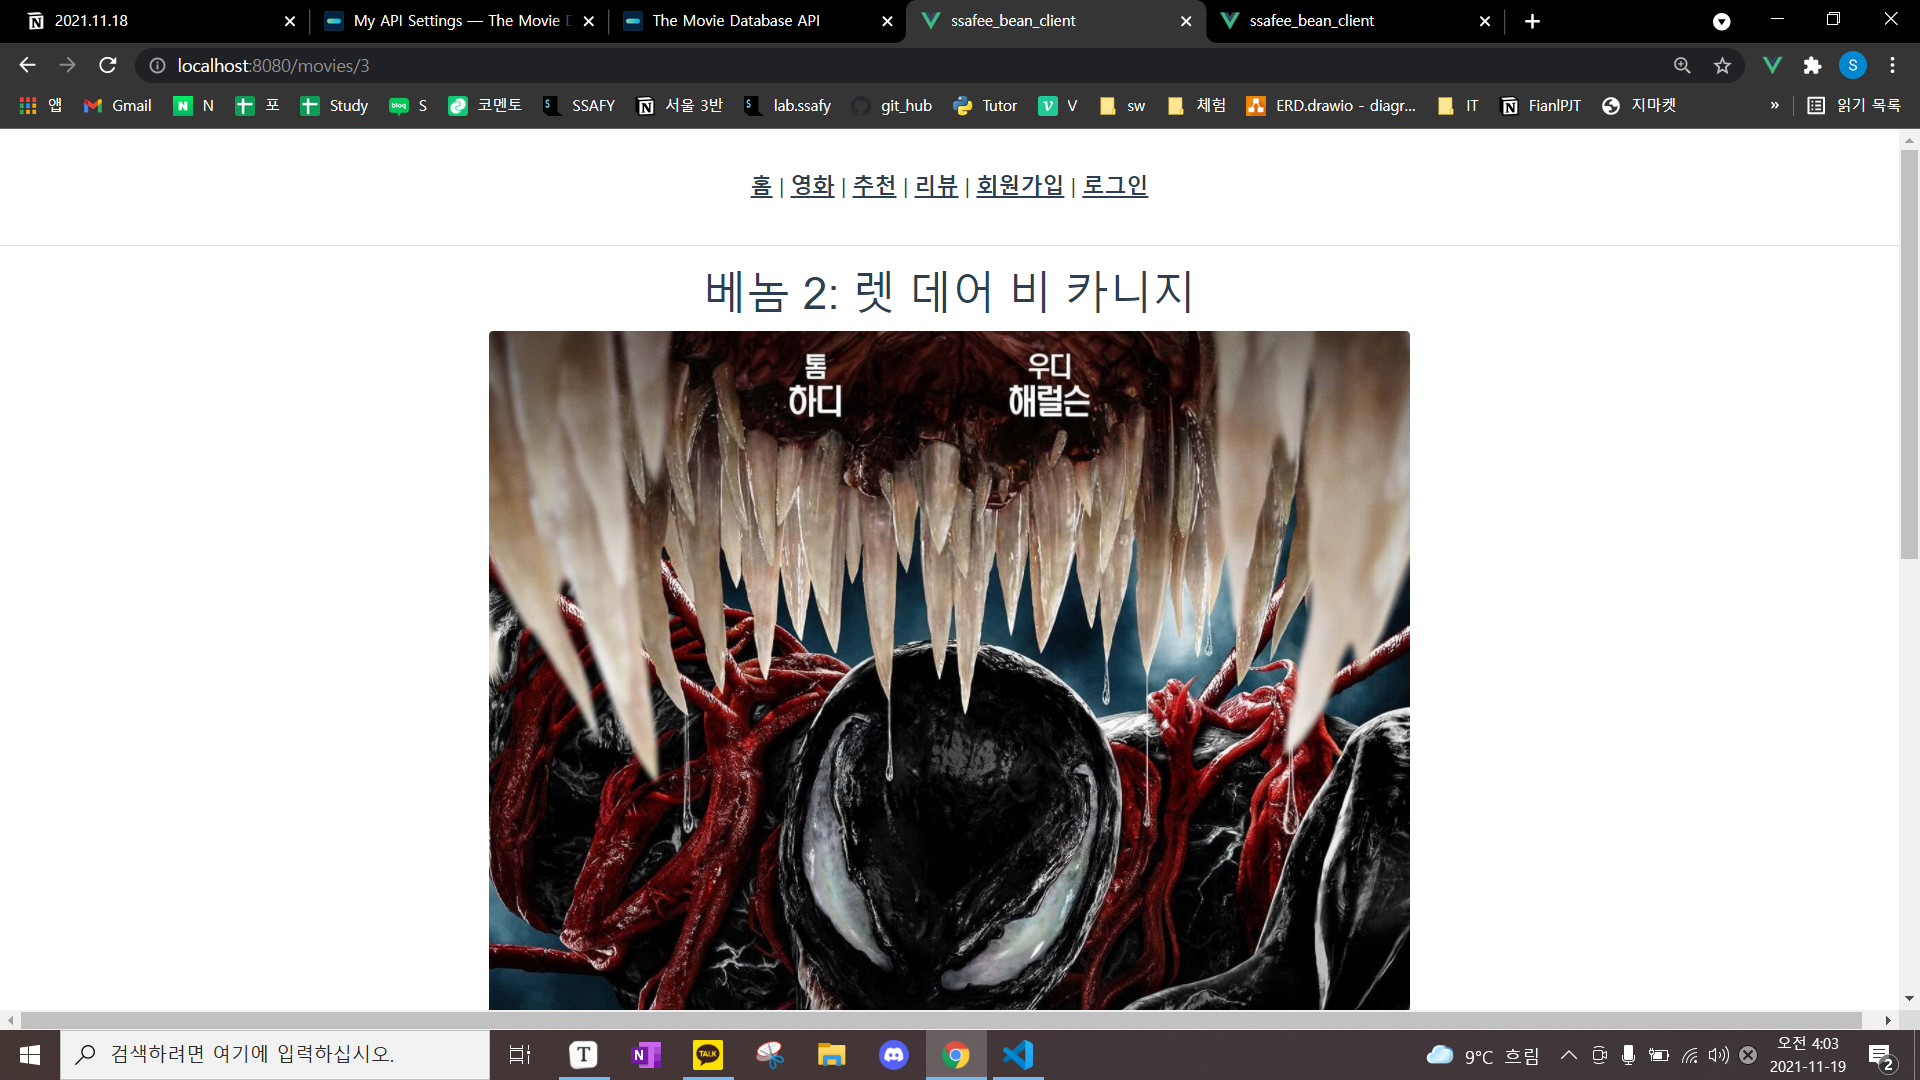 2021.11.18
My API Settings — The Movie D
The Movie Database API
ssafee_bean_client
ssafee_bean_client
localhost:8080/movies/3
S
앱 Gmail N 포 Study S 코멘토 SSAFY 서울 3반 lab.ssafy git_hub Tutor V sw 체험 ERD.drawio - diagr... IT FianlPJT 지마켓 » 읽기 목록
홈 | 영화 | 추천 | 리뷰 | 회원가입 | 로그인
베놈 2: 렛 데어 비 카니지
톰 우디
하디 해럴슨
검색하려면 여기에 입력하십시오.
9°C 흐림
오전 4:03
2021-11-19
2